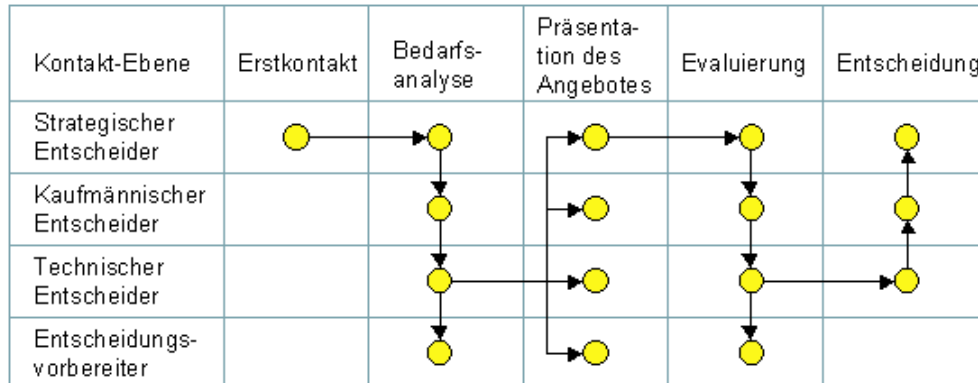 Kontakt-Ebene
Erstkontakt
Bedarfs-
analyse
Präsenta-
tion des
Angebotes
Evaluierung
Entscheidung
Strategischer
Entscheider
Kaufmännischer
Entscheider
Technischer
Entscheider
Entscheidungs-
vorbereiter